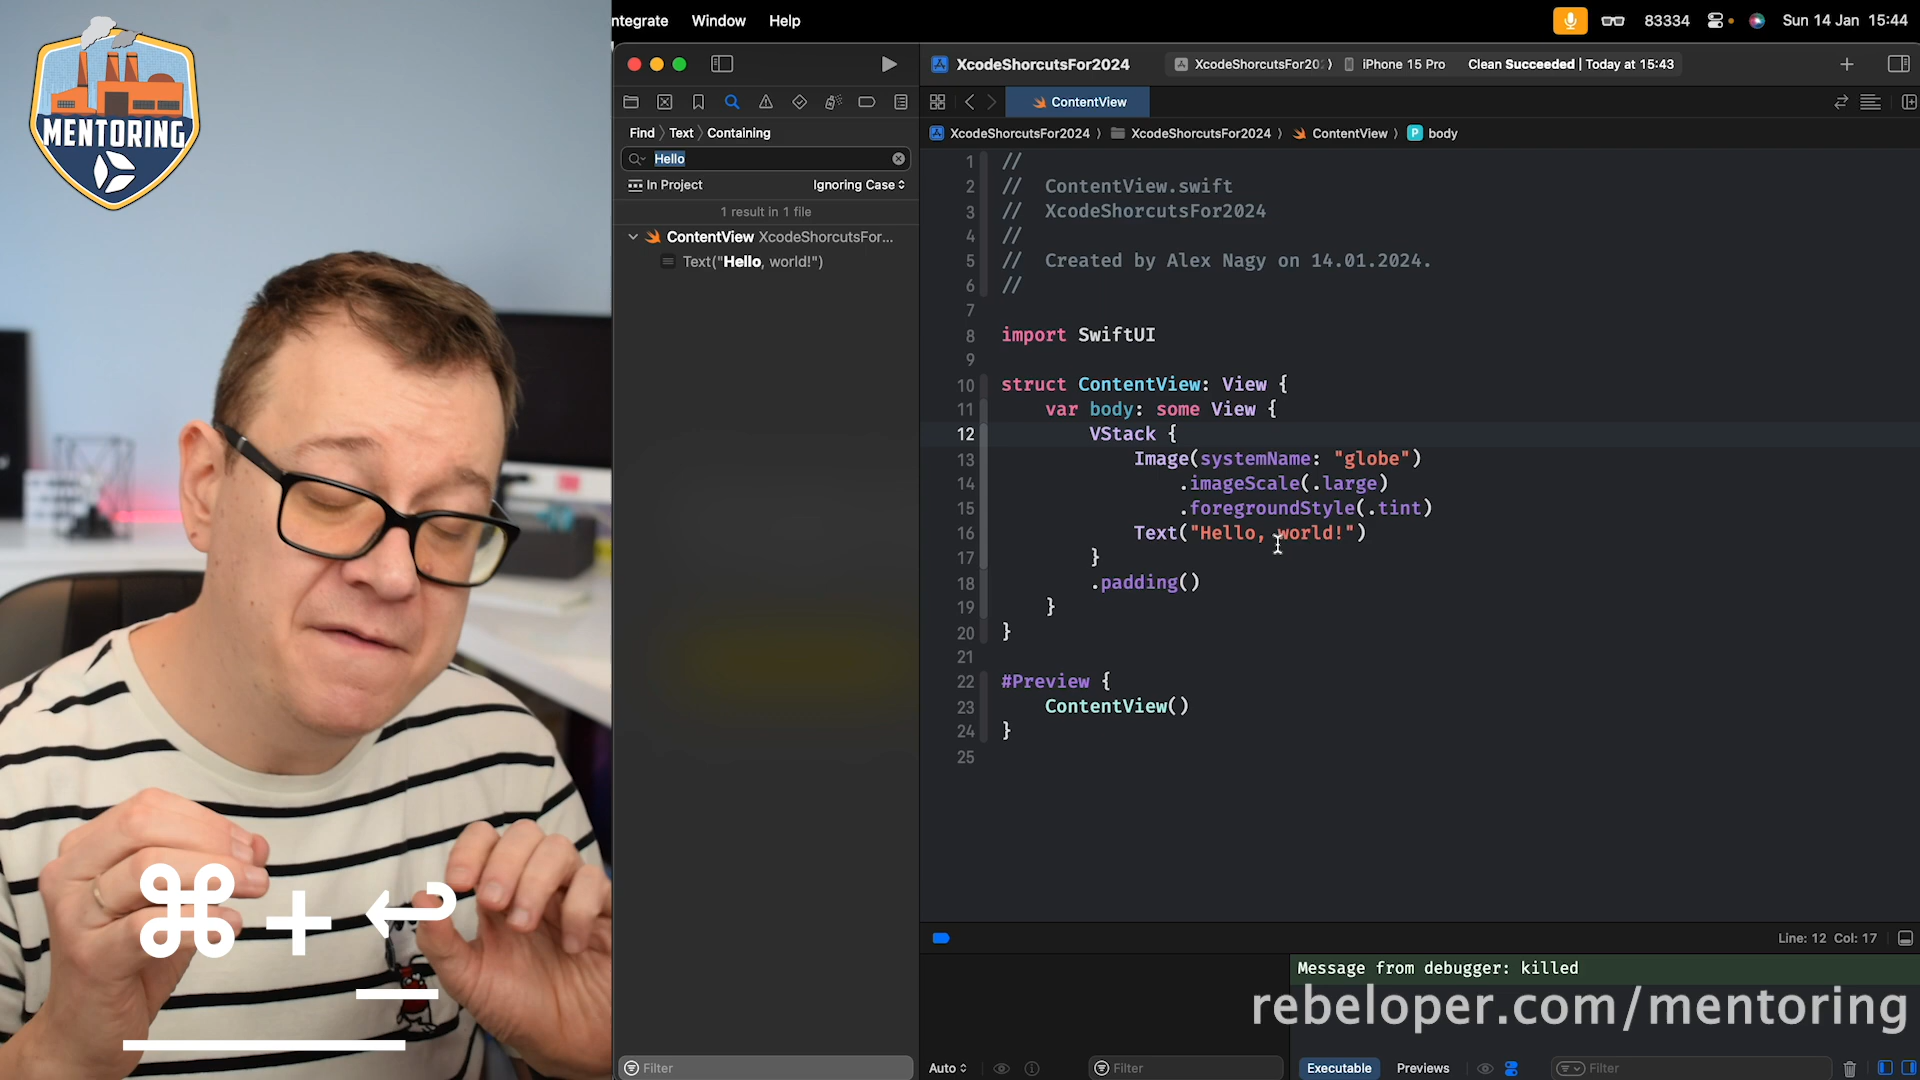 MENTORING
ntegrate Window Help
83334 Sun 14 Jan 15:44
XcodeShorcutsFor2024 XcodeShorcutsFor20 iPhone 15 Pro Clean Succeeded | Today at 15:43
ContentView
Find Text Containing
XcodeShorcutsFor2024 XcodeShorcutsFor2024 ContentView P body
Hello
In Project Ignoring Case
1 result in 1 file
ContentView XcodeShorcutsFor...
Text("Hello, world!")
1 //
2 // ContentView.swift
3 // XcodeShorcutsFor2024
4 //
5 // Created by Alex Nagy on 14.01.2024.
6 //
7
8 import SwiftUI
9
10 struct ContentView: View {
11 var body: some View {
12 VStack {
13 Image(systemName: "globe")
14 .imageScale(.large)
15 .foregroundStyle(.tint)
16 Text("Hello, world!")
17 }
18 .padding()
19 }
20 }
21
22 #Preview {
23 ContentView()
24 }
25
⌘ + ↩
Line: 12 Col: 17
Message from debugger: killed
rebeloper.com/mentoring
Filter
Auto Filter Executable Previews Filter